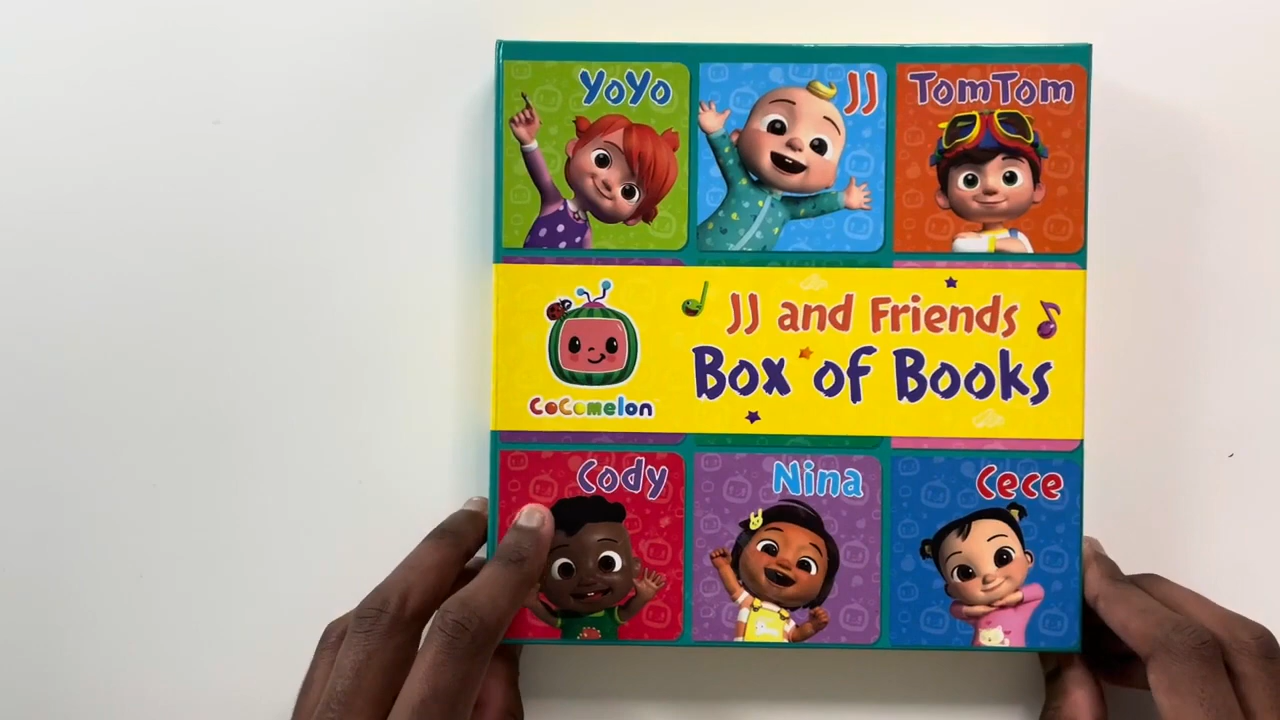 YoYo
JJ
TomTom
JJ and Friends
Box of Books
CoComelon
Cody
Nina
Cece